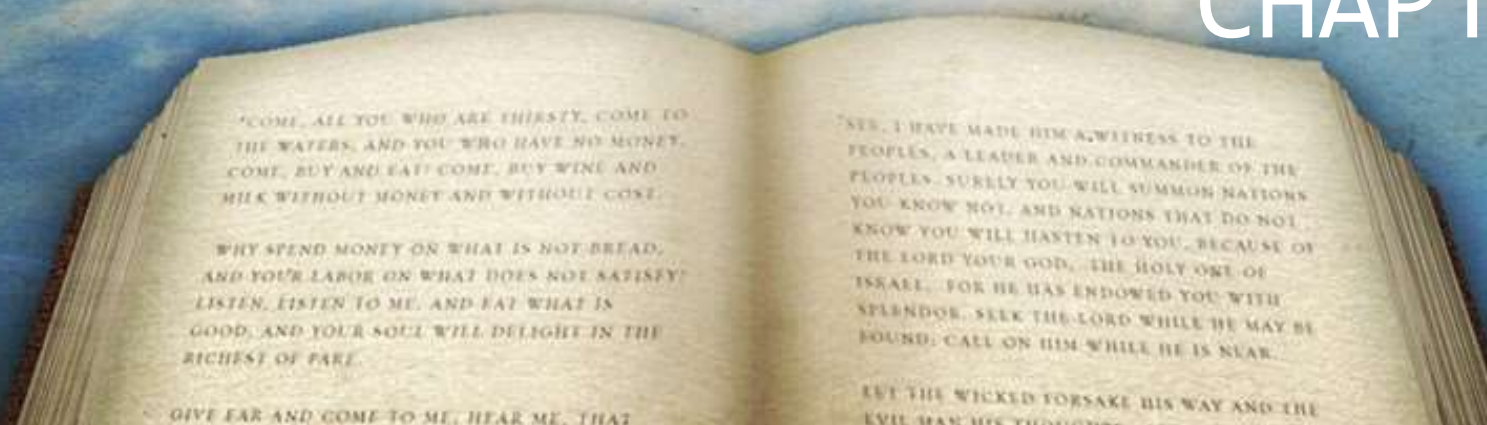 CHAPT
"COME, ALL YOU WHO ARE THIRSTY, COME TO
THE WATERS, AND YOU WHO HAVE NO MONEY,
COME, BUY AND EAT! COME, BUY WINE AND
MILK WITHOUT MONEY AND WITHOUT COST.
WHY SPEND MONEY ON WHAT IS NOT BREAD,
AND YOUR LABOR ON WHAT DOES NOT SATISFY?
LISTEN, LISTEN TO ME, AND EAT WHAT IS
GOOD, AND YOUR SOUL WILL DELIGHT IN THE
RICHEST OF FARE.
GIVE EAR AND COME TO ME, HEAR ME, THAT
"SEE, I HAVE MADE HIM A WITNESS TO THE
PEOPLES, A LEADER AND COMMANDER OF THE
PEOPLES. SURELY YOU WILL SUMMON NATIONS
YOU KNOW NOT, AND NATIONS THAT DO NOT
KNOW YOU WILL HASTEN TO YOU, BECAUSE OF
THE LORD YOUR GOD, THE HOLY ONE OF
ISRAEL, FOR HE HAS ENDOWED YOU WITH
SPLENDOR. SEEK THE LORD WHILE HE MAY BE
FOUND; CALL ON HIM WHILE HE IS NEAR.
LET THE WICKED FORSAKE HIS WAY AND THE
EVIL MAN HIS THOUGHTS